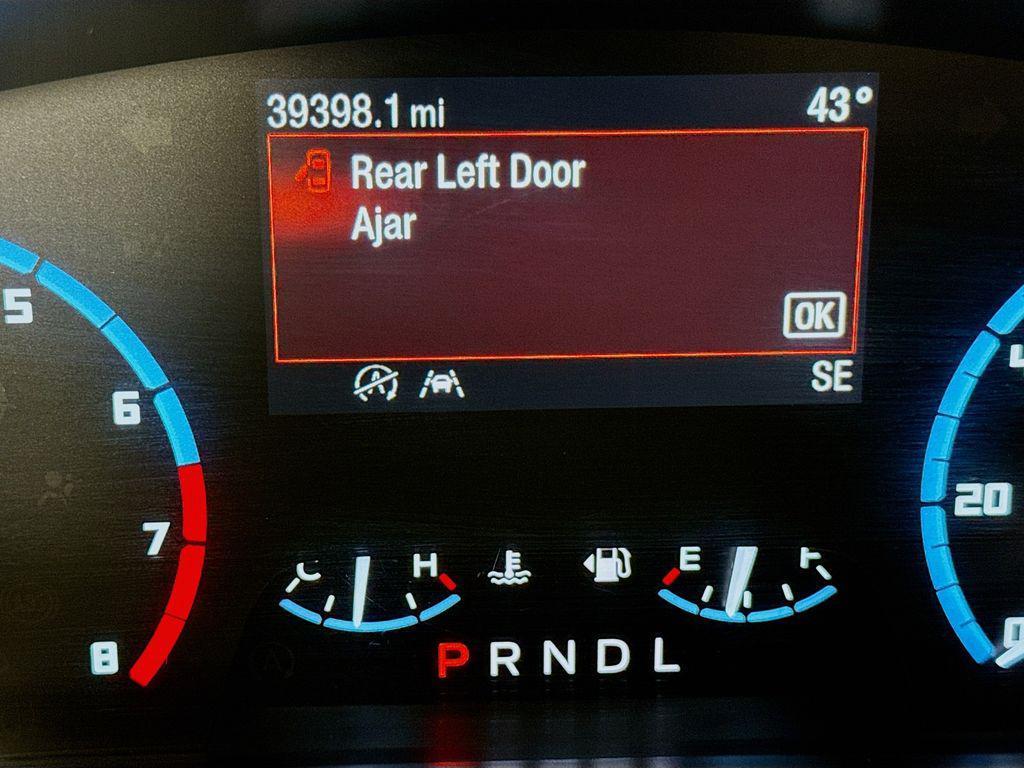 39398.1 mi 43°
Rear Left Door
Ajar
OK
SE
5
6
7
8
C H
E F
20
P R N D L